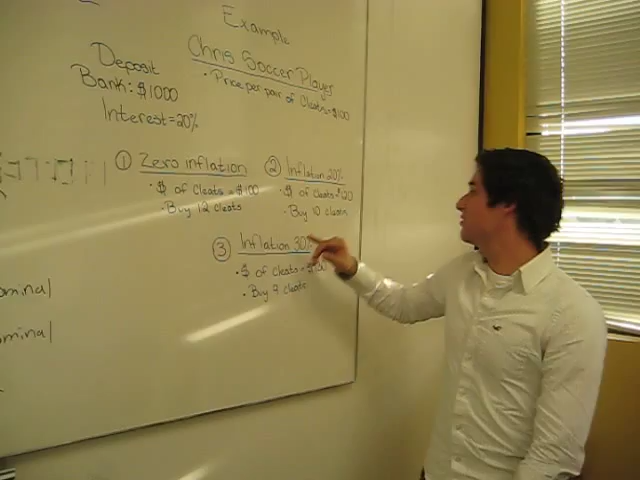 Example
Deposit
Bank: $1000
Interest = 20%
Chris Soccer Player
• Price per pair of Cleats = $100
① Zero inflation
• $ of Cleats = $100
• Buy 12 cleats
② Inflation 20%
• $ of Cleats = $120
• Buy 10 cleats
③ Inflation 30%
• $ of Cleats =
• Buy 9 cleats
ominal
ominal